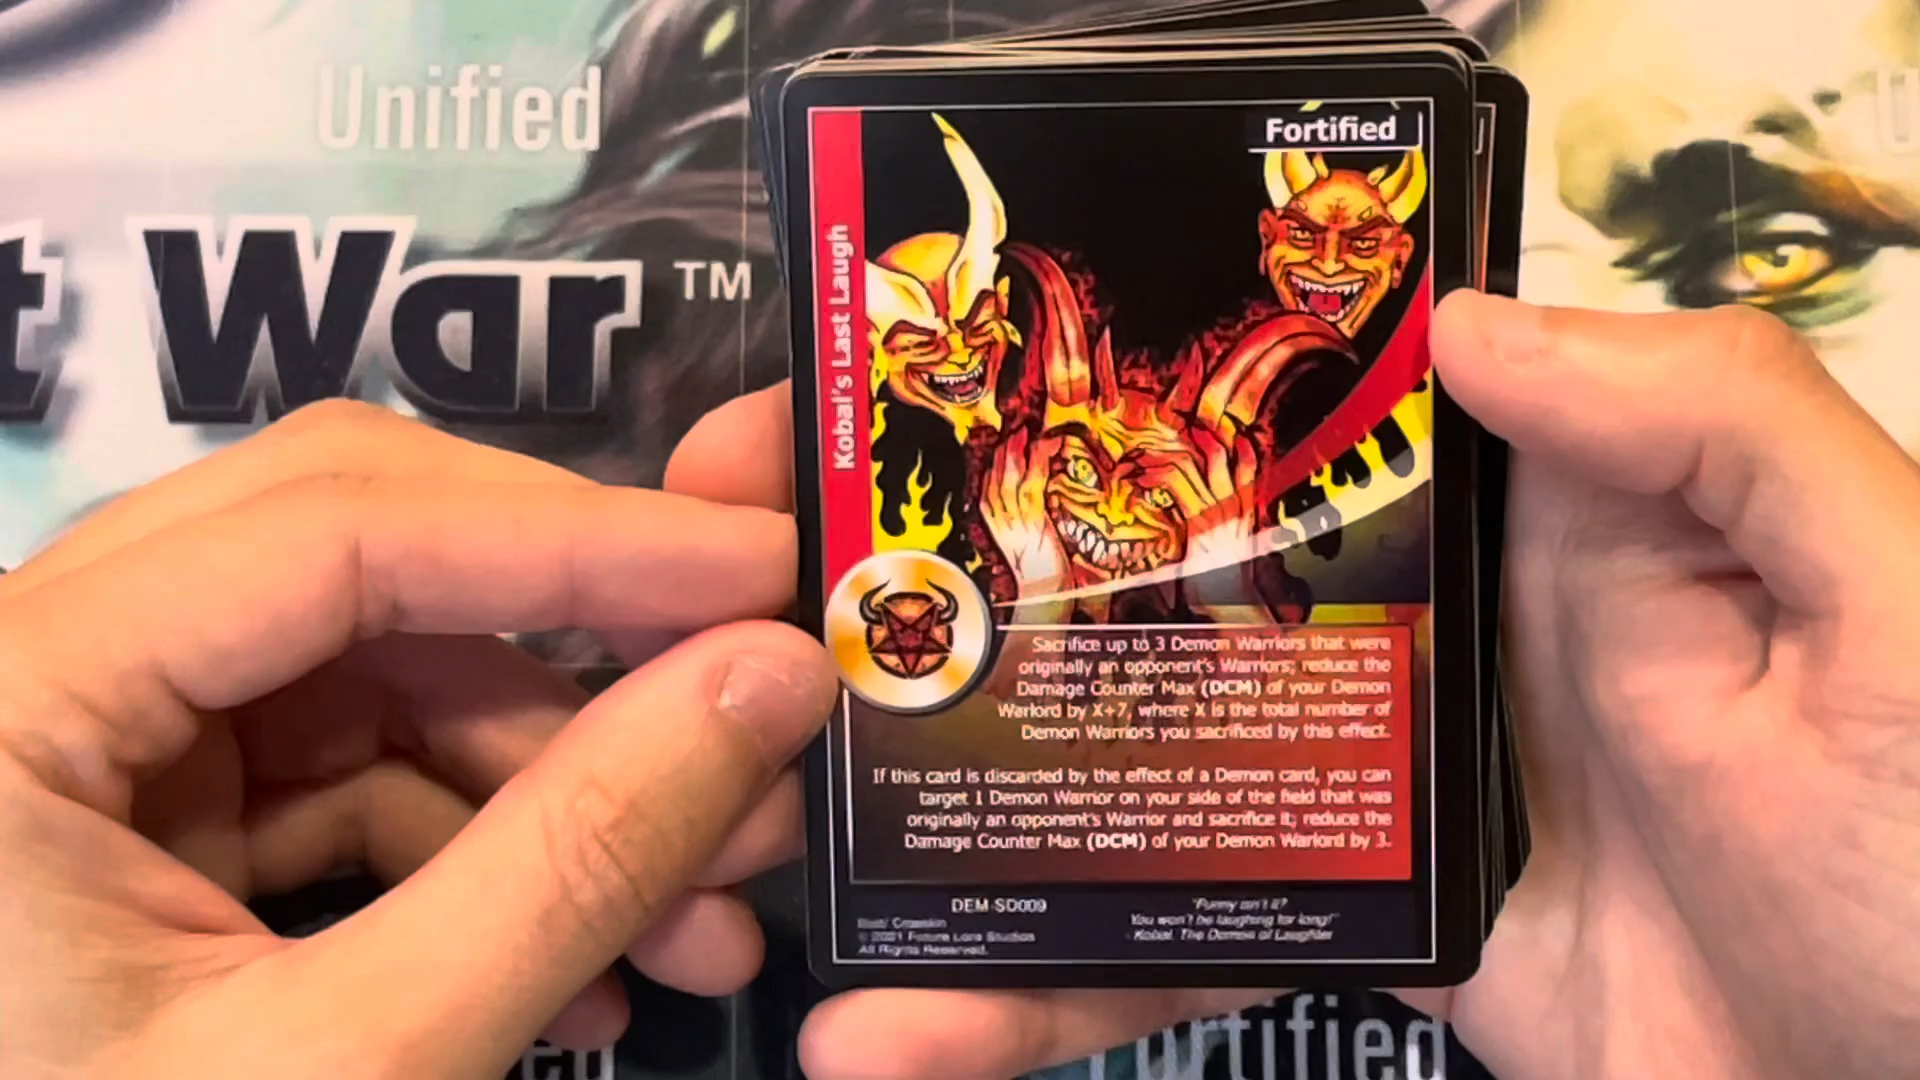 Unified
t War™
Fortified
Kobal's Last Laugh
Sacrifice up to 3 Demon Warriors that were
originally an opponent's Warriors; reduce the
Damage Counter Max (DCM) of your Demon
Warlord by X+7, where X is the total number of
Demon Warriors you sacrificed by this effect.
If this card is discarded by the effect of a Demon card, you can
target 1 Demon Warrior on your side of the field that was
originally an opponent's Warrior and sacrifice it; reduce the
Damage Counter Max (DCM) of your Demon Warlord by 3.
DEM-SD009
© 2021 Future Lore Studios
All Rights Reserved.
"Funny isn't it?
You won't be laughing for long!"
- Kobal, The Demon of Laughter
ed
Fortified